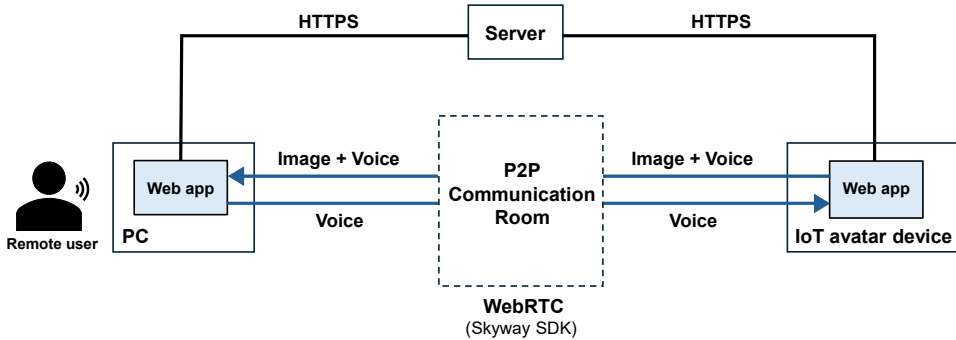 HTTPS
Server
HTTPS
Image + Voice
P2P
Communication
Room
Image + Voice
Web app
Web app
Voice
Voice
Remote user
PC
IoT avatar device
WebRTC
(Skyway SDK)